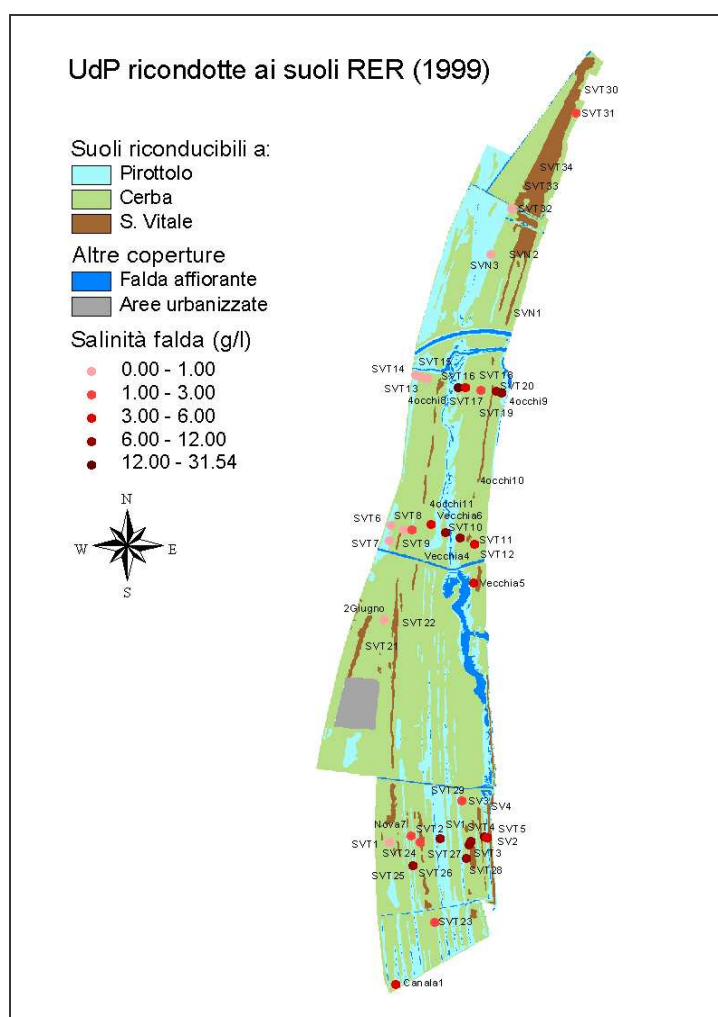 UdP ricondotte ai suoli RER (1999)
Suoli riconducibili a:
Pirottolo
Cerba
S. Vitale
Altre coperture
Falda affiorante
Aree urbanizzate
Salinità falda (g/l)
0.00 - 1.00
1.00 - 3.00
3.00 - 6.00
6.00 - 12.00
12.00 - 31.54
N
W
E
S
SVT30
SVT31
SVT34
SVT33
SVT32
SVN2
SVN3
SVN1
SVT15
SVT14
SVT16
SVT18
SVT13
SVT20
4occhi8
SVT17
4occhi9
SVT19
4occhi10
4occhi11
SVT8
Vecchia6
SVT6
SVT10
SVT7
SVT9
SVT11
Vecchia4
SVT12
Vecchia5
2Giugno
SVT22
SVT21
SVT29
SV3
SV4
Nova7
SVT2
SV1
SVT4
SVT5
SVT1
SV2
SVT24
SVT27
SVT3
SVT25
SVT26
SVT28
SVT23
Canala1